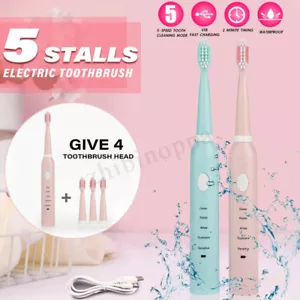 5 STALLS
ELECTRIC TOOTHBRUSH
5
5 SPEED TOOTH
CLEANING MODE
USB
FAST CHARGING
2 MINUTE TIMING
WATERPROOF
GIVE 4
TOOTHBRUSH HEAD
+